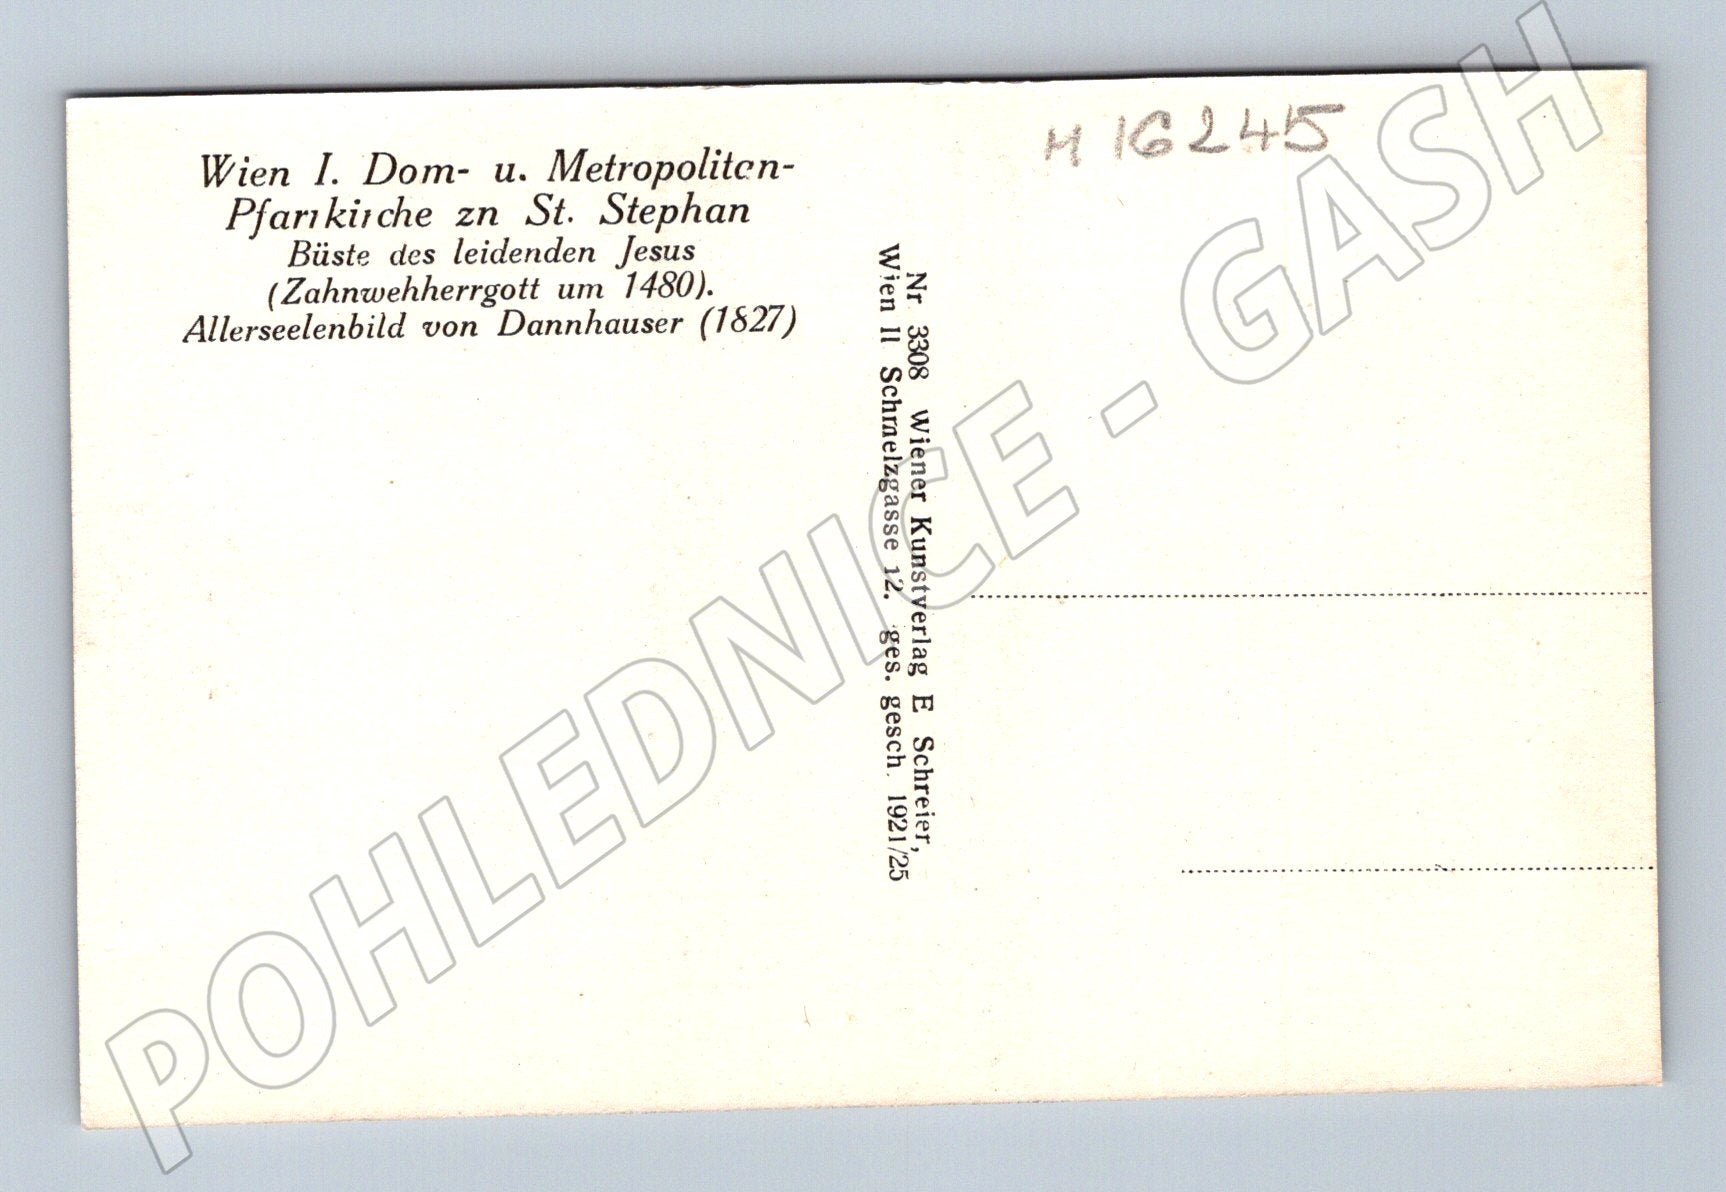 Wien I. Dom- u. Metropoliten-
Pfarrkirche zn St. Stephan
Büste des leidenden Jesus
(Zahnwehherrgott um 1480).
Allerseelenbild von Dannhauser (1827)
H 16245
Nr 3308 Wiener Kunstverlag E Schreier,
Wien II Schmelzgasse 12. ges. gesch. 1921/25
POHLEDNICE - GASH